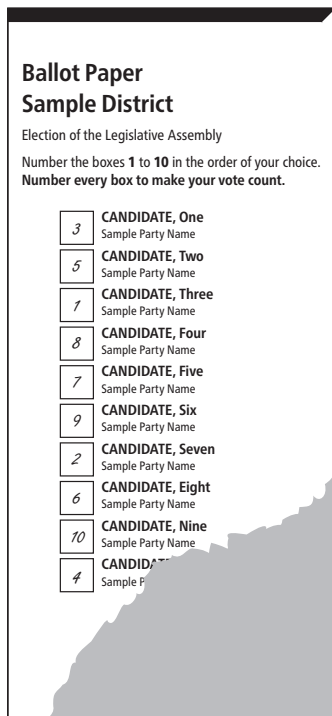 Ballot Paper
Sample District
Election of the Legislative Assembly
Number the boxes 1 to 10 in the order of your choice.
Number every box to make your vote count.
3 CANDIDATE, One
Sample Party Name
5 CANDIDATE, Two
Sample Party Name
1 CANDIDATE, Three
Sample Party Name
8 CANDIDATE, Four
Sample Party Name
7 CANDIDATE, Five
Sample Party Name
9 CANDIDATE, Six
Sample Party Name
2 CANDIDATE, Seven
Sample Party Name
6 CANDIDATE, Eight
Sample Party Name
10 CANDIDATE, Nine
Sample Party Name
4
Sample